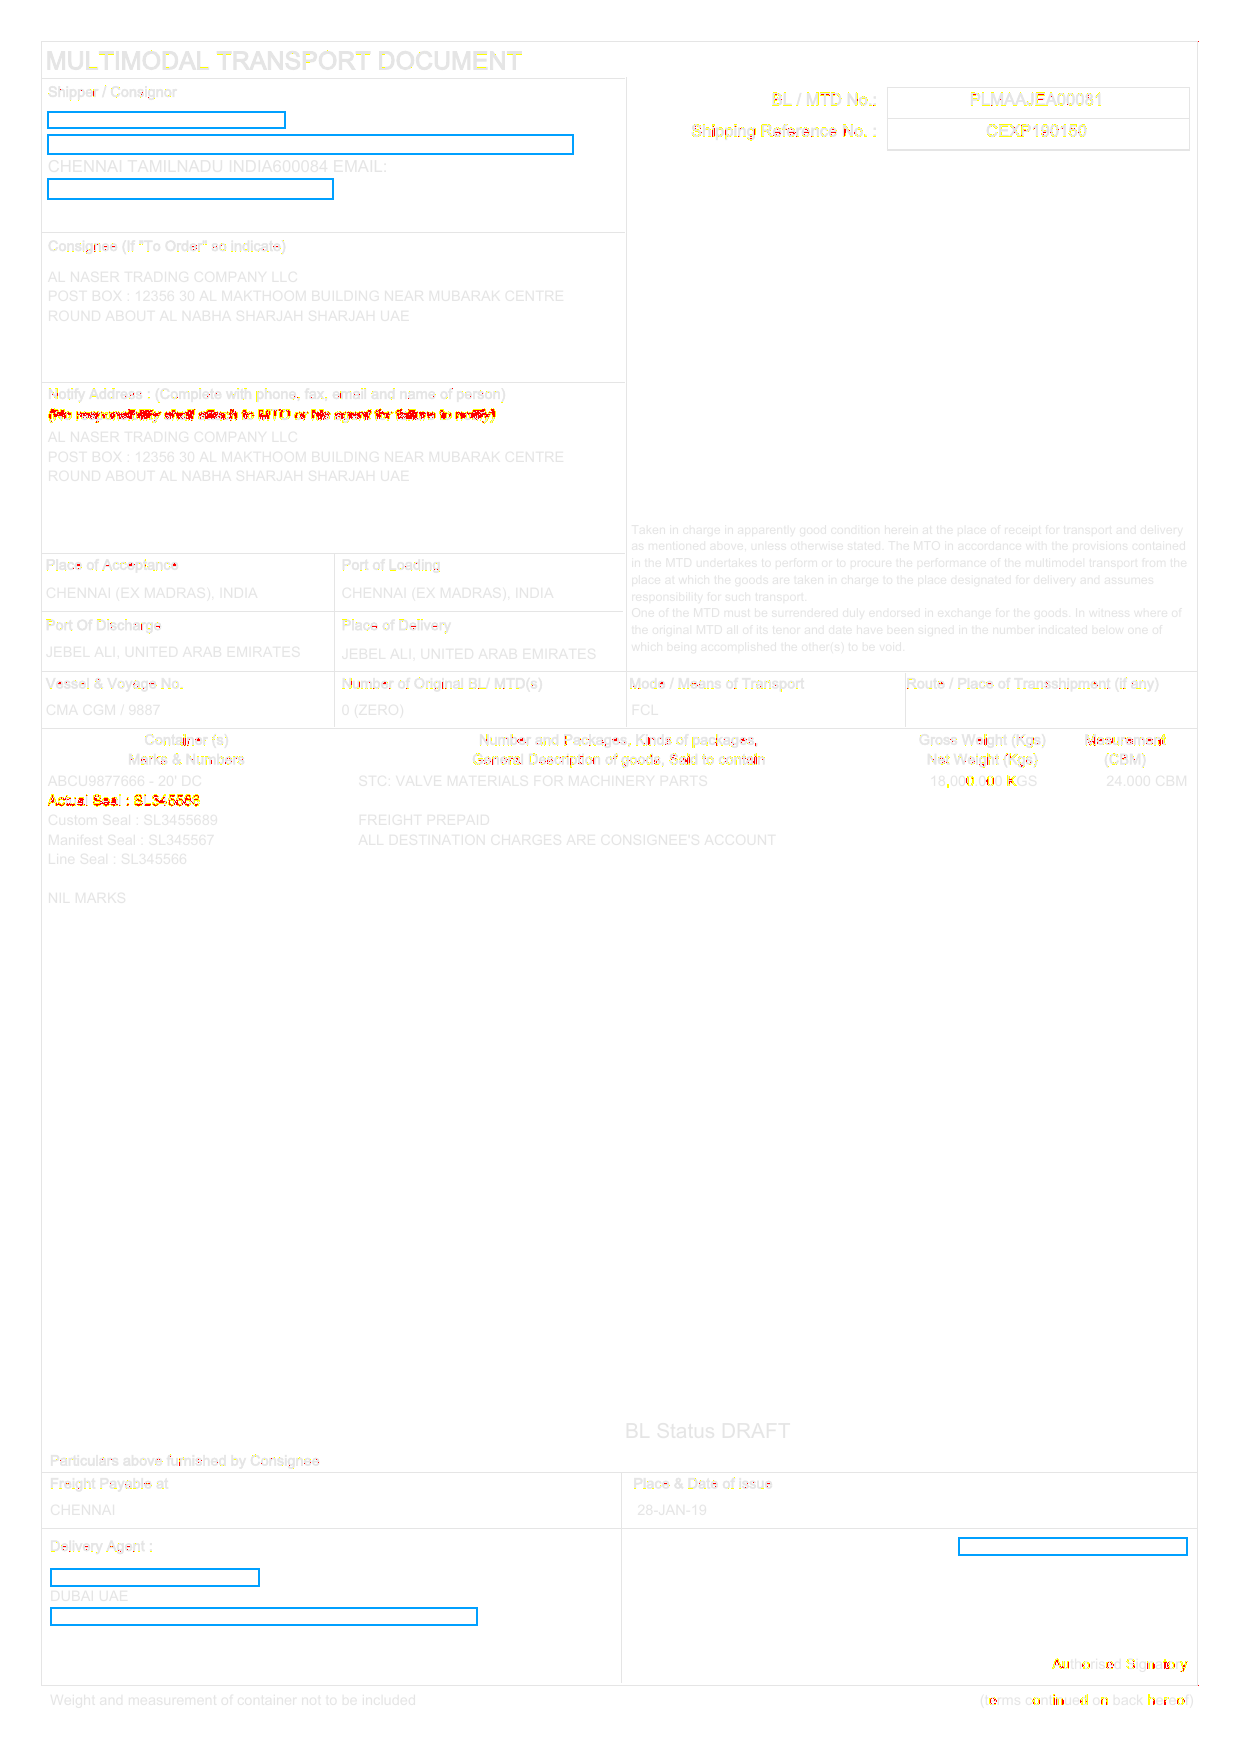 MULTIMODAL TRANSPORT DOCUMENT
Shipper / Consignor
BL / MTD No.: PLMAAJEA00081
Shipping Reference No. : CEXP190150
CHENNAI TAMILNADU INDIA600084 EMAIL:
Consignee (If "To Order" so indicate)
AL NASER TRADING COMPANY LLC
POST BOX : 12356 30 AL MAKTHOOM BUILDING NEAR MUBARAK CENTRE
ROUND ABOUT AL NABHA SHARJAH SHARJAH UAE
Notify Address : (Complete with phone, fax, email and name of person)
(No responsibility shall attach to MTO or his agent for failure to notify)
AL NASER TRADING COMPANY LLC
POST BOX : 12356 30 AL MAKTHOOM BUILDING NEAR MUBARAK CENTRE
ROUND ABOUT AL NABHA SHARJAH SHARJAH UAE
Taken in charge in apparently good condition herein at the place of receipt for transport and delivery
as mentioned above, unless otherwise stated. The MTO in accordance with the provisions contained
in the MTD undertakes to perform or to procure the performance of the multimodel transport from the
place at which the goods are taken in charge to the place designated for delivery and assumes
responsibility for such transport.
One of the MTD must be surrendered duly endorsed in exchange for the goods. In witness where of
the original MTD all of its tenor and date have been signed in the number indicated below one of
which being accomplished the other(s) to be void.
Place of Acceptance Port of Loading
CHENNAI (EX MADRAS), INDIA CHENNAI (EX MADRAS), INDIA
Port Of Discharge Place of Delivery
JEBEL ALI, UNITED ARAB EMIRATES JEBEL ALI, UNITED ARAB EMIRATES
Vessel & Voyage No. Number of Original BL/ MTD(s) Mode / Means of Transport Route / Place of Transshipment (if any)
CMA CGM / 9887 0 (ZERO) FCL
Container (s) Number and Packages, Kinds of packages, Gross Weight (Kgs) Measurement
Marks & Numbers General Description of goods, Said to contain Net Weight (Kgs) (CBM)
ABCU9877666 - 20' DC STC: VALVE MATERIALS FOR MACHINERY PARTS 18,000.000 KGS 24.000 CBM
Actual Seal : SL345586
Custom Seal : SL3455689 FREIGHT PREPAID
Manifest Seal : SL345567 ALL DESTINATION CHARGES ARE CONSIGNEE'S ACCOUNT
Line Seal : SL345566
NIL MARKS
BL Status DRAFT
Particulars above furnished by Consignee
Freight Payable at Place & Date of issue
CHENNAI 28-JAN-19
Delivery Agent :
DUBAI UAE
Authorised Signatory
Weight and measurement of container not to be included (terms continued on back hereof)